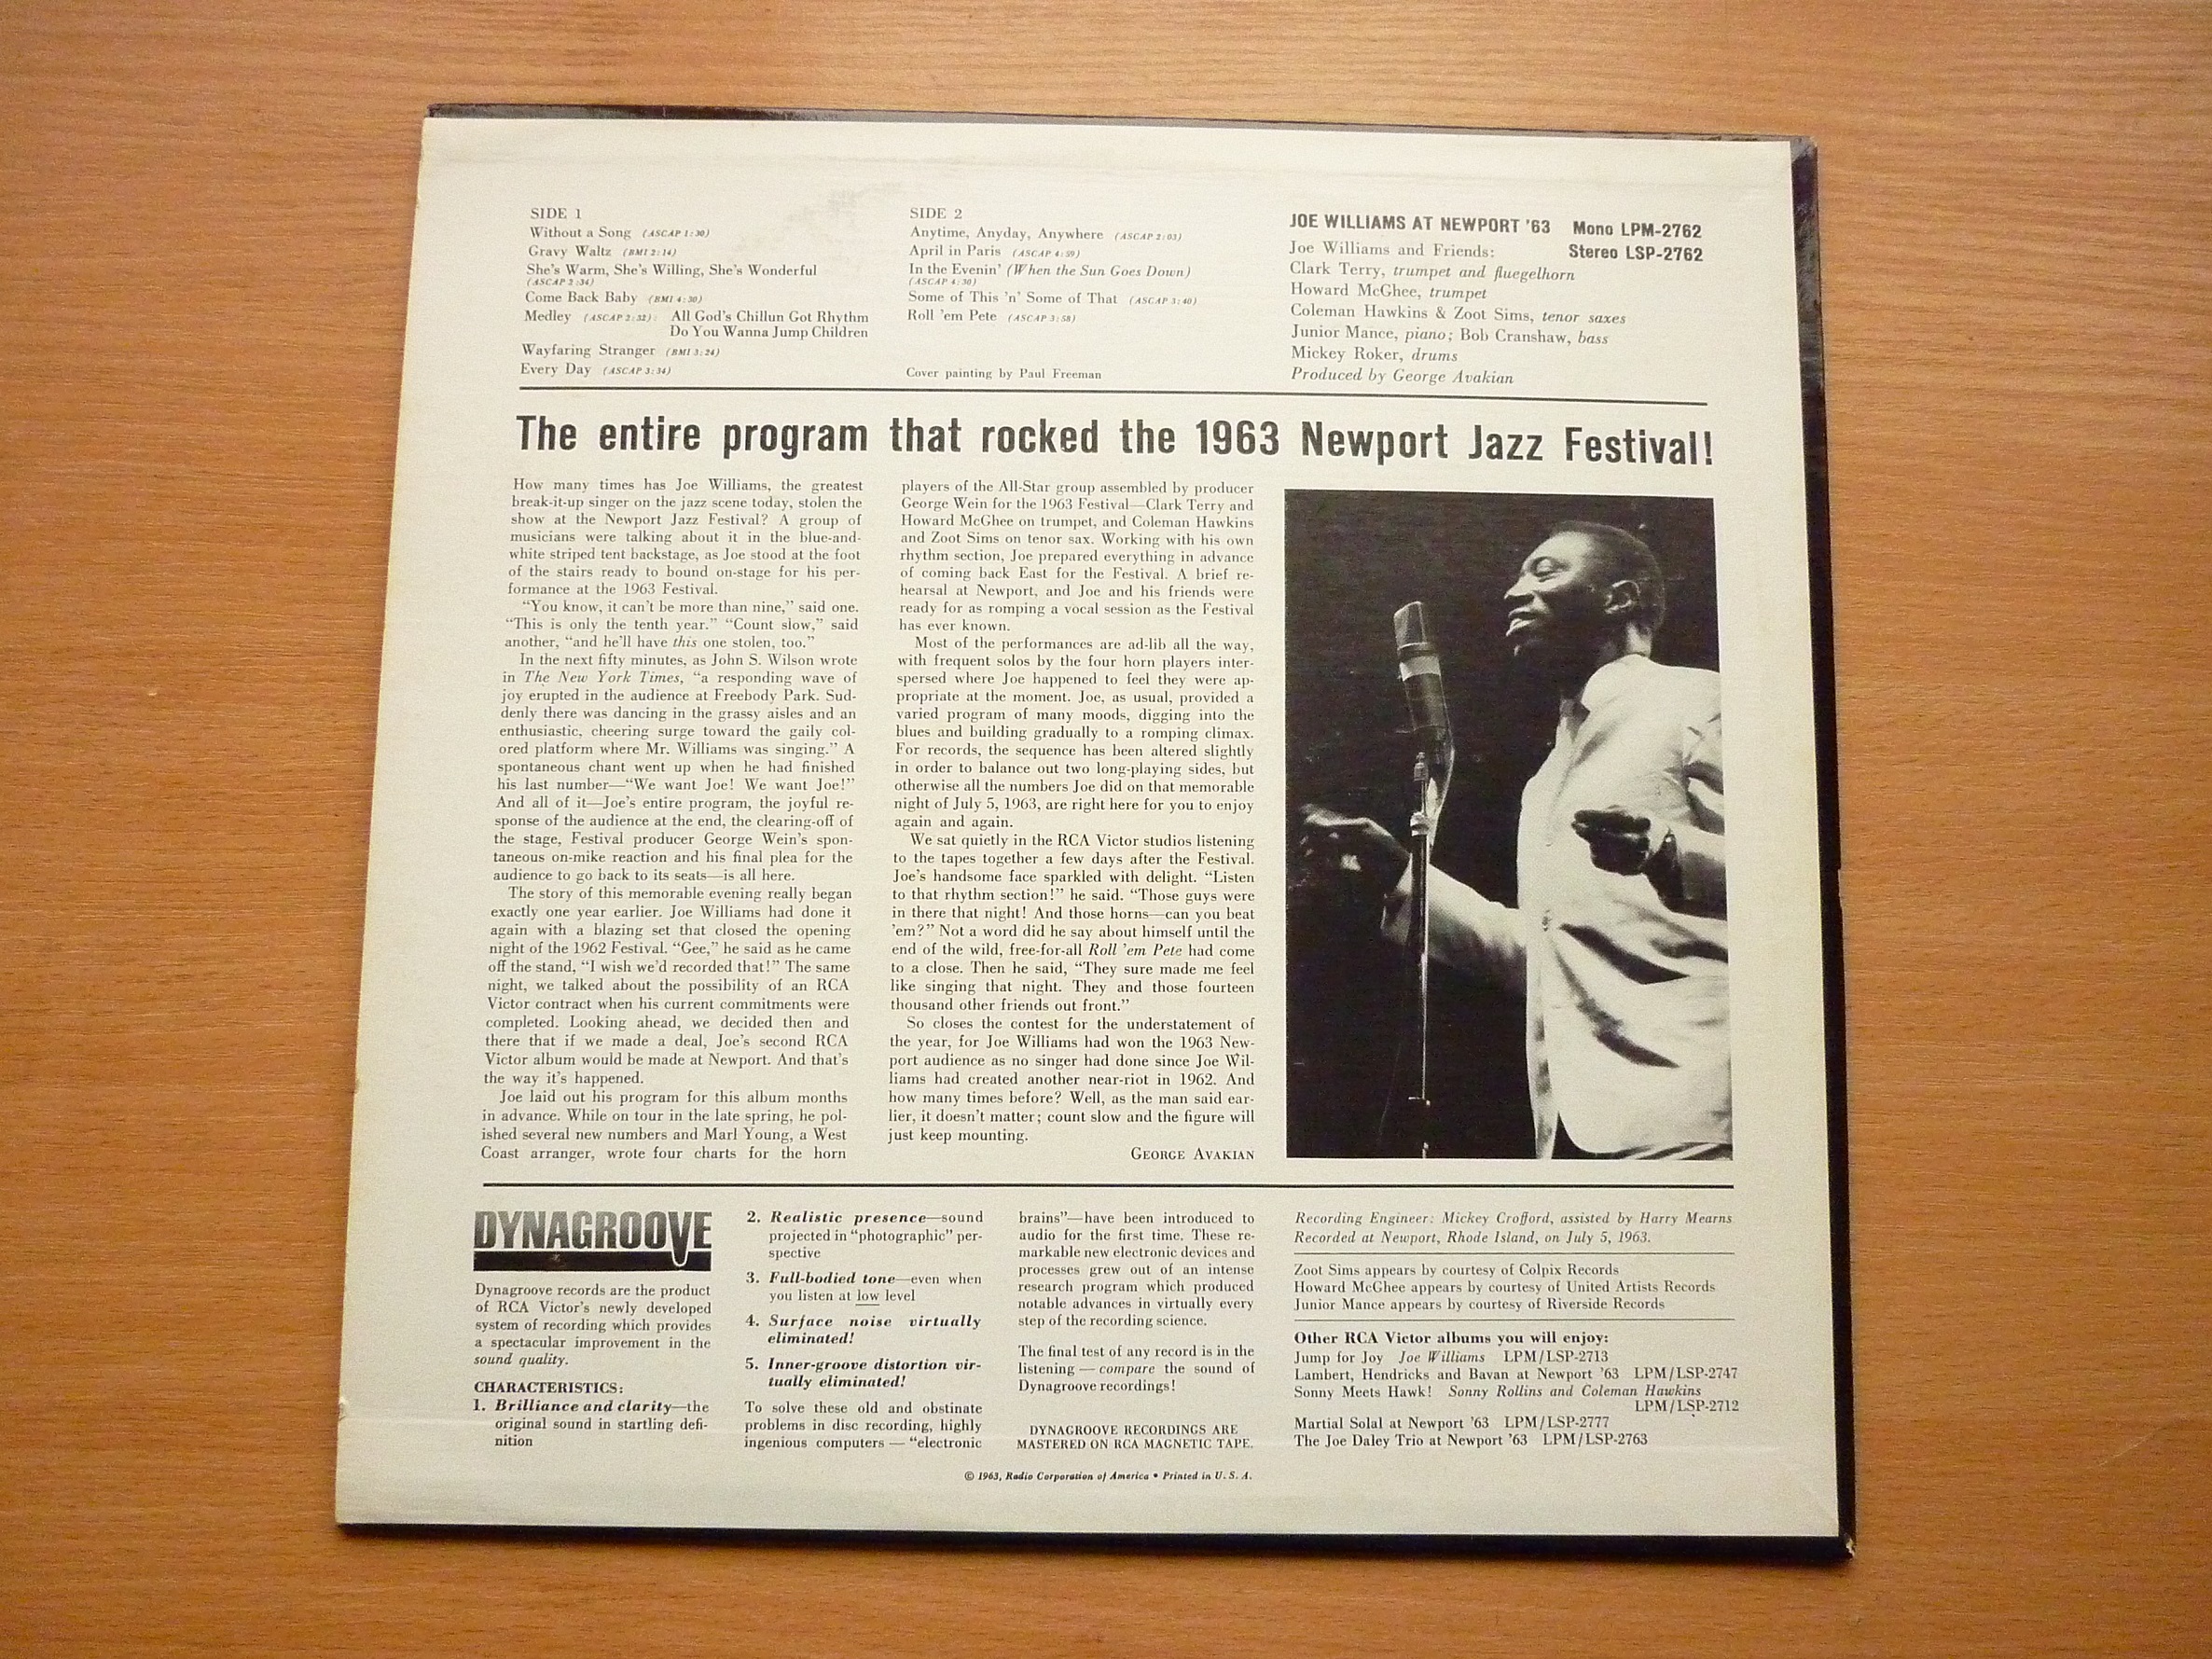 SIDE 1
Without a Song (ASCAP 1:30)
Gravy Waltz (BMI 2:14)
She's Warm, She's Willing, She's Wonderful
(ASCAP 2:34)
Come Back Baby (BMI 4:30)
Medley (ASCAP 2:32): All God's Chillun Got Rhythm
Do You Wanna Jump Children
Wayfaring Stranger (BMI 3:24)
Every Day (ASCAP 3:34)
SIDE 2
Anytime, Anyday, Anywhere (ASCAP 2:03)
April in Paris (ASCAP 4:59)
In the Evenin' (When the Sun Goes Down)
(ASCAP 4:30)
Some of This 'n' Some of That (ASCAP 3:40)
Roll 'em Pete (ASCAP 3:58)
Cover painting by Paul Freeman
JOE WILLIAMS AT NEWPORT '63 Mono LPM-2762
Joe Williams and Friends: Stereo LSP-2762
Clark Terry, trumpet and fluegelhorn
Howard McGhee, trumpet
Coleman Hawkins & Zoot Sims, tenor saxes
Junior Mance, piano; Bob Cranshaw, bass
Mickey Roker, drums
Produced by George Avakian
The entire program that rocked the 1963 Newport Jazz Festival!
How many times has Joe Williams, the greatest
break-it-up singer on the jazz scene today, stolen the
show at the Newport Jazz Festival? A group of
musicians were talking about it in the blue-and-
white striped tent backstage, as Joe stood at the foot
of the stairs ready to bound on-stage for his per-
formance at the 1963 Festival.
"You know, it can't be more than nine," said one.
"This is only the tenth year." "Count slow," said
another, "and he'll have this one stolen, too."
In the next fifty minutes, as John S. Wilson wrote
in The New York Times, "a responding wave of
joy erupted in the audience at Freebody Park. Sud-
denly there was dancing in the grassy aisles and an
enthusiastic, cheering surge toward the gaily col-
ored platform where Mr. Williams was singing." A
spontaneous chant went up when he had finished
his last number—"We want Joe! We want Joe!"
And all of it—Joe's entire program, the joyful re-
sponse of the audience at the end, the clearing-off of
the stage, Festival producer George Wein's spon-
taneous on-mike reaction and his final plea for the
audience to go back to its seats—is all here.
The story of this memorable evening really began
exactly one year earlier. Joe Williams had done it
again with a blazing set that closed the opening
night of the 1962 Festival. "Gee," he said as he came
off the stand, "I wish we'd recorded that!" The same
night, we talked about the possibility of an RCA
Victor contract when his current commitments were
completed. Looking ahead, we decided then and
there that if we made a deal, Joe's second RCA
Victor album would be made at Newport. And that's
the way it's happened.
Joe laid out his program for this album months
in advance. While on tour in the late spring, he pol-
ished several new numbers and Marl Young, a West
Coast arranger, wrote four charts for the horn
players of the All-Star group assembled by producer
George Wein for the 1963 Festival—Clark Terry and
Howard McGhee on trumpet, and Coleman Hawkins
and Zoot Sims on tenor sax. Working with his own
rhythm section, Joe prepared everything in advance
of coming back East for the Festival. A brief re-
hearsal at Newport, and Joe and his friends were
ready for as romping a vocal session as the Festival
has ever known.
Most of the performances are ad-lib all the way,
with frequent solos by the four horn players inter-
spersed where Joe happened to feel they were ap-
propriate at the moment. Joe, as usual, provided a
varied program of many moods, digging into the
blues and building gradually to a romping climax.
For records, the sequence has been altered slightly
in order to balance out two long-playing sides, but
otherwise all the numbers Joe did on that memorable
night of July 5, 1963, are right here for you to enjoy
again and again.
We sat quietly in the RCA Victor studios listening
to the tapes together a few days after the Festival.
Joe's handsome face sparkled with delight. "Listen
to that rhythm section!" he said. "Those guys were
in there that night! And those horns—can you beat
'em?" Not a word did he say about himself until the
end of the wild, free-for-all Roll 'em Pete had come
to a close. Then he said, "They sure made me feel
like singing that night. They and those fourteen
thousand other friends out front."
So closes the contest for the understatement of
the year, for Joe Williams had won the 1963 New-
port audience as no singer had done since Joe Wil-
liams had created another near-riot in 1962. And
how many times before? Well, as the man said ear-
lier, it doesn't matter; count slow and the figure will
just keep mounting.
GEORGE AVAKIAN
DYNAGROOVE
Dynagroove records are the product
of RCA Victor's newly developed
system of recording which provides
a spectacular improvement in the
sound quality.
CHARACTERISTICS:
1. Brilliance and clarity—the
original sound in startling defi-
nition
2. Realistic presence—sound
projected in "photographic" per-
spective
3. Full-bodied tone—even when
you listen at low level
4. Surface noise virtually
eliminated!
5. Inner-groove distortion vir-
tually eliminated!
To solve these old and obstinate
problems in disc recording, highly
ingenious computers — "electronic
brains"—have been introduced to
audio for the first time. These re-
markable new electronic devices and
processes grew out of an intense
research program which produced
notable advances in virtually every
step of the recording science.
The final test of any record is in the
listening — compare the sound of
Dynagroove recordings!
DYNAGROOVE RECORDINGS ARE
MASTERED ON RCA MAGNETIC TAPE.
Recording Engineer: Mickey Crofford, assisted by Harry Mearns
Recorded at Newport, Rhode Island, on July 5, 1963.
Zoot Sims appears by courtesy of Colpix Records
Howard McGhee appears by courtesy of United Artists Records
Junior Mance appears by courtesy of Riverside Records
Other RCA Victor albums you will enjoy:
Jump for Joy Joe Williams LPM/LSP-2713
Lambert, Hendricks and Bavan at Newport '63 LPM/LSP-2747
Sonny Meets Hawk! Sonny Rollins and Coleman Hawkins
LPM/LSP-2712
Martial Solal at Newport '63 LPM/LSP-2777
The Joe Daley Trio at Newport '63 LPM/LSP-2763
© 1963, Radio Corporation of America • Printed in U. S. A.